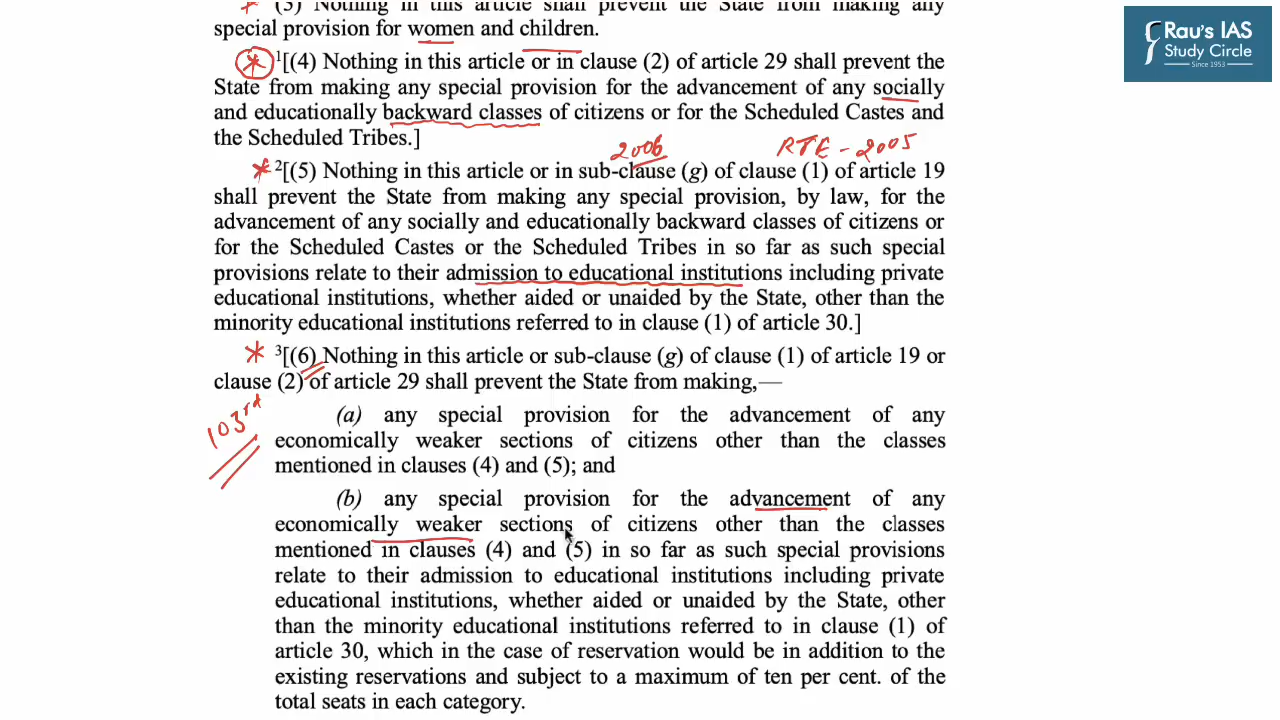 (3) Nothing in this article shall prevent the State from making any
special provision for women and children.
¹[(4) Nothing in this article or in clause (2) of article 29 shall prevent the
State from making any special provision for the advancement of any socially
and educationally backward classes of citizens or for the Scheduled Castes and
the Scheduled Tribes.]
2006 RTE - 2005
²[(5) Nothing in this article or in sub-clause (g) of clause (1) of article 19
shall prevent the State from making any special provision, by law, for the
advancement of any socially and educationally backward classes of citizens or
for the Scheduled Castes or the Scheduled Tribes in so far as such special
provisions relate to their admission to educational institutions including private
educational institutions, whether aided or unaided by the State, other than the
minority educational institutions referred to in clause (1) of article 30.]
³[(6) Nothing in this article or sub-clause (g) of clause (1) of article 19 or
clause (2) of article 29 shall prevent the State from making,—
103rd
(a) any special provision for the advancement of any
economically weaker sections of citizens other than the classes
mentioned in clauses (4) and (5); and
(b) any special provision for the advancement of any
economically weaker sections of citizens other than the classes
mentioned in clauses (4) and (5) in so far as such special provisions
relate to their admission to educational institutions including private
educational institutions, whether aided or unaided by the State, other
than the minority educational institutions referred to in clause (1) of
article 30, which in the case of reservation would be in addition to the
existing reservations and subject to a maximum of ten per cent. of the
total seats in each category.
Rau's IAS
Study Circle
Since 1953